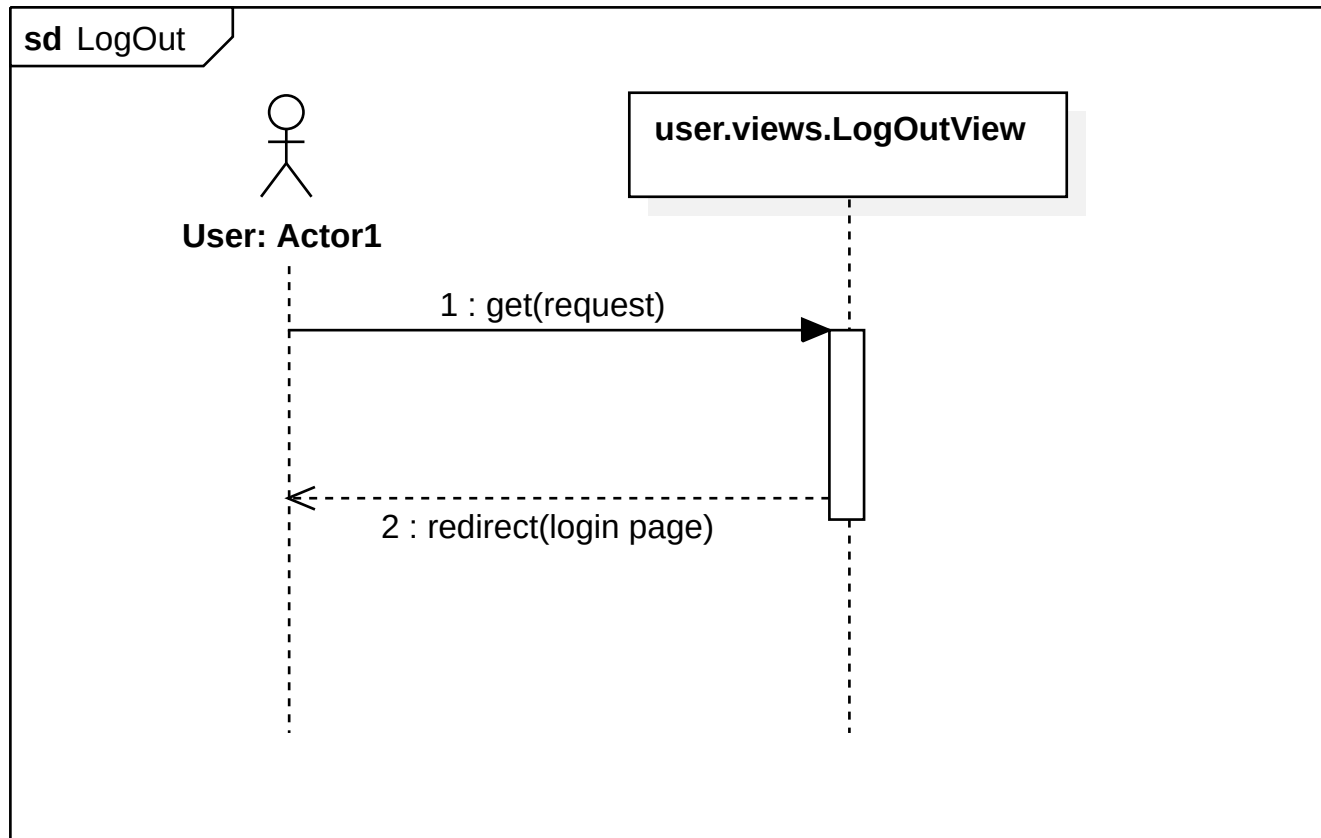 sd LogOut
user.views.LogOutView
User: Actor1
1 : get(request)
2 : redirect(login page)